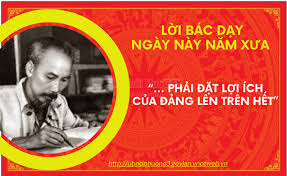 LỜI BÁC DẠY
NGÀY NÀY NĂM XƯA
“... PHẢI ĐẶT LỢI ÍCH
CỦA ĐẢNG LÊN TRÊN HẾT”